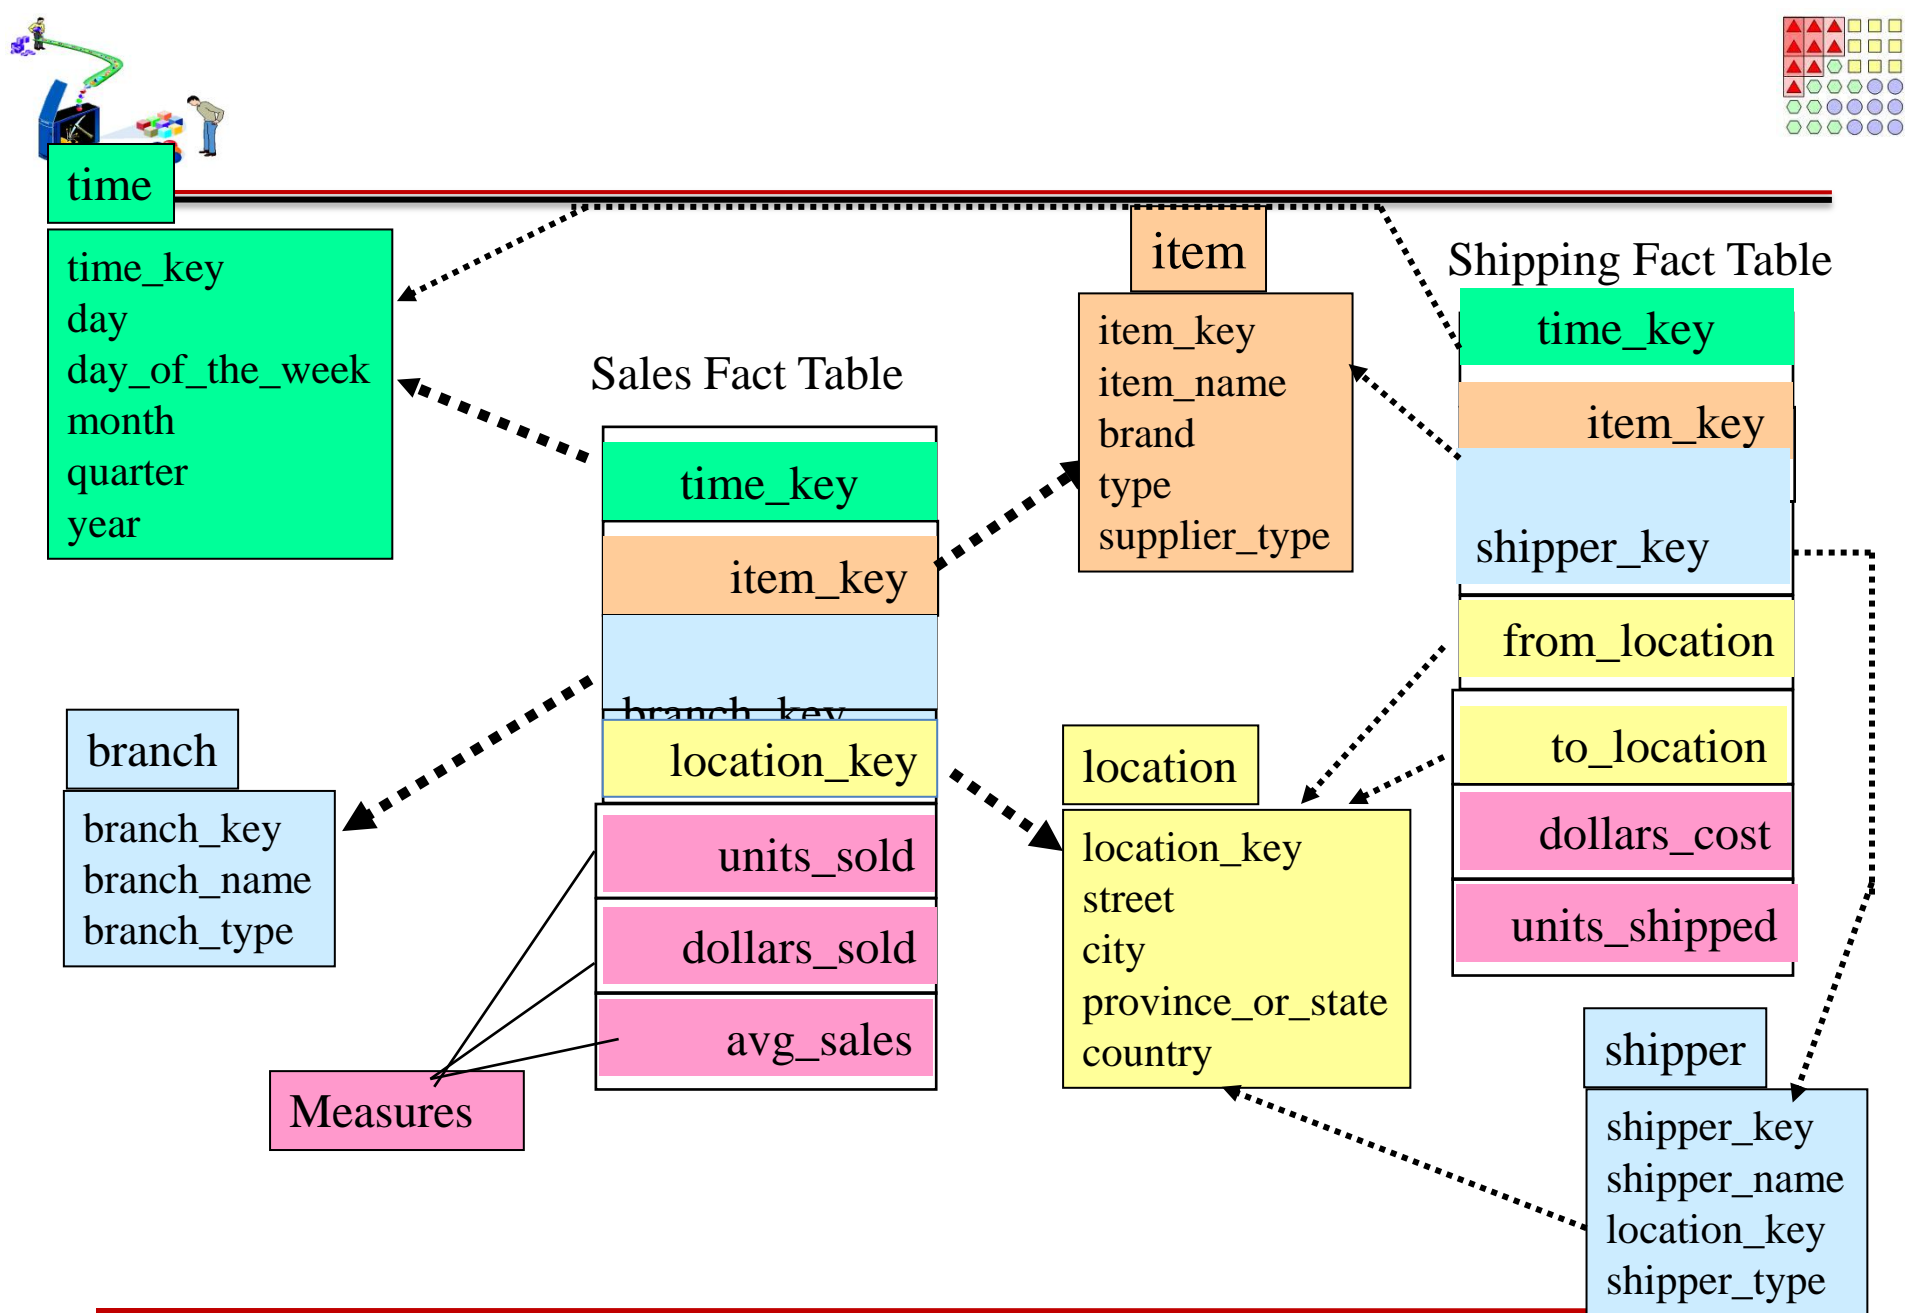 time
time_key
day
day_of_the_week
month
quarter
year
Sales Fact Table
time_key
item_key
branch_key
location_key
units_sold
dollars_sold
avg_sales
Measures
branch
branch_key
branch_name
branch_type
item
item_key
item_name
brand
type
supplier_type
location
location_key
street
city
province_or_state
country
Shipping Fact Table
time_key
item_key
shipper_key
from_location
to_location
dollars_cost
units_shipped
shipper
shipper_key
shipper_name
location_key
shipper_type